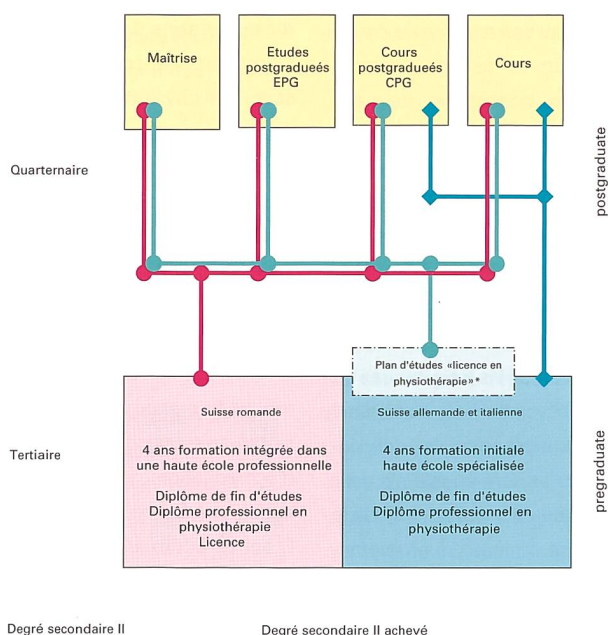 Maîtrise
Etudes
postgradueés
EPG
Cours
postgradueés
CPG
Cours
Quarternaire
postgraduate
Plan d'études «licence en
physiothérapie»*
Suisse romande
4 ans formation intégrée dans
une haute école professionnelle
Diplôme de fin d'études
Diplôme professionnel en
physiothérapie
Licence
Suisse allemande et italienne
4 ans formation initiale
haute école spécialisée
Diplôme de fin d'études
Diplôme professionnel en
physiothérapie
Tertiaire
pregraduate
Degré secondaire II
Degré secondaire II achevé